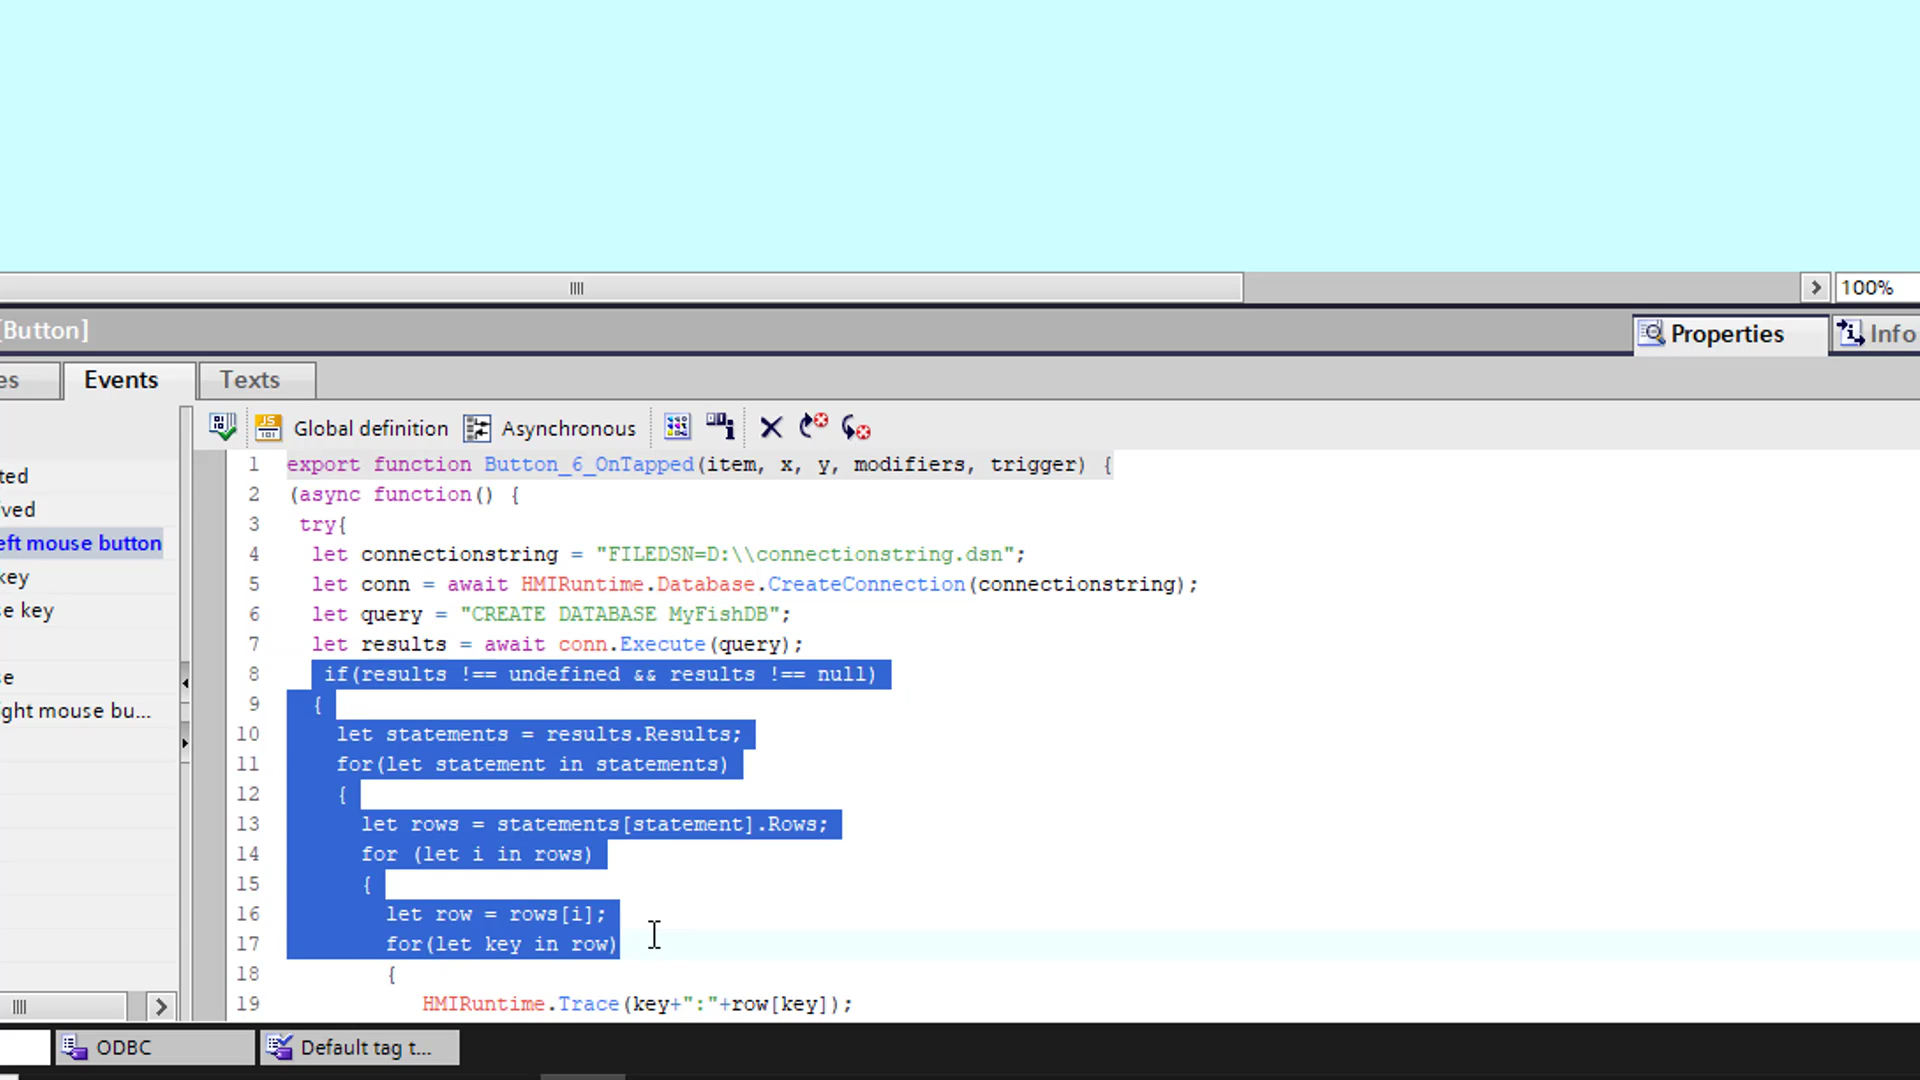 100%
[Button]
Properties
Info
es
Events
Texts
Global definition
Asynchronous
ted
ved
eft mouse button
key
se key
se
ght mouse bu...
1 export function Button_6_OnTapped(item, x, y, modifiers, trigger) {
2 (async function() {
3 try{
4 let connectionstring = "FILEDSN=D:\\connectionstring.dsn";
5 let conn = await HMIRuntime.Database.CreateConnection(connectionstring);
6 let query = "CREATE DATABASE MyFishDB";
7 let results = await conn.Execute(query);
8 if(results !== undefined && results !== null)
9 {
10 let statements = results.Results;
11 for(let statement in statements)
12 {
13 let rows = statements[statement].Rows;
14 for (let i in rows)
15 {
16 let row = rows[i];
17 for(let key in row)
18 {
19 HMIRuntime.Trace(key+":"+row[key]);
ODBC
Default tag t...